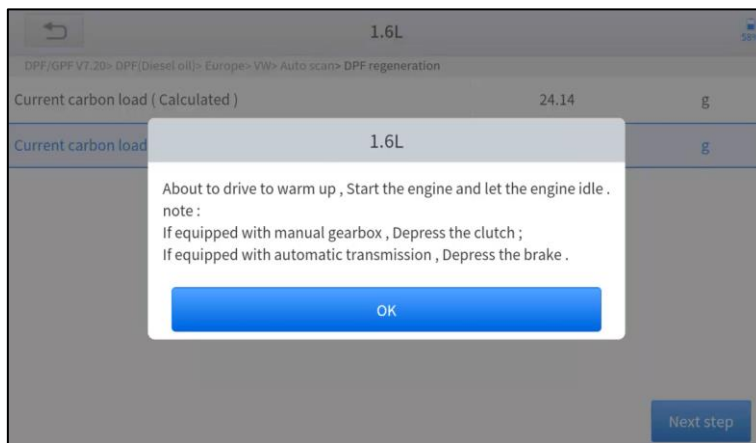 1.6L
58%
DPF/GPF V7.20> DPF(Diesel oil)> Europe> VW> Auto scan> DPF regeneration
Current carbon load ( Calculated ) 24.14 g
Current carbon load g
1.6L
About to drive to warm up , Start the engine and let the engine idle .
note :
If equipped with manual gearbox , Depress the clutch ;
If equipped with automatic transmission , Depress the brake .
OK
Next step